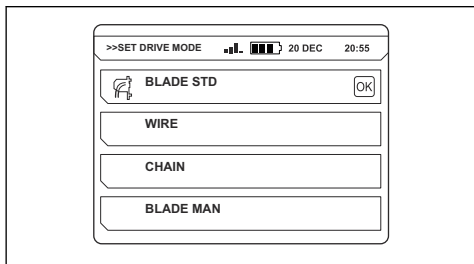 >>SET DRIVE MODE 20 DEC 20:55
BLADE STD OK
WIRE
CHAIN
BLADE MAN